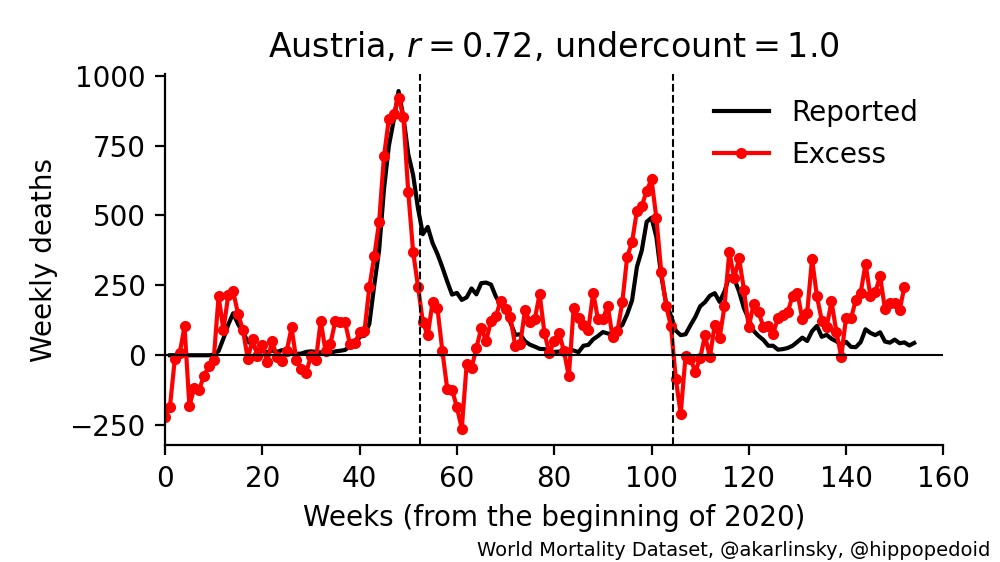 Austria, r = 0.72, undercount = 1.0
1000
750
500
250
0
−250
Weekly deaths
Reported
Excess
0 20 40 60 80 100 120 140 160
Weeks (from the beginning of 2020)
World Mortality Dataset, @akarlinsky, @hippopedoid